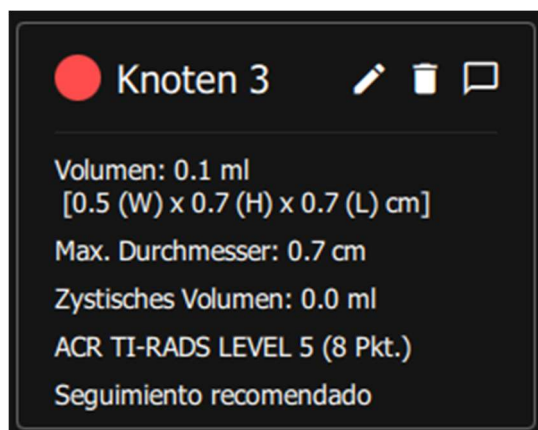 Knoten 3
Volumen: 0.1 ml
[0.5 (W) x 0.7 (H) x 0.7 (L) cm]
Max. Durchmesser: 0.7 cm
Zystisches Volumen: 0.0 ml
ACR TI-RADS LEVEL 5 (8 Pkt.)
Seguimiento recomendado